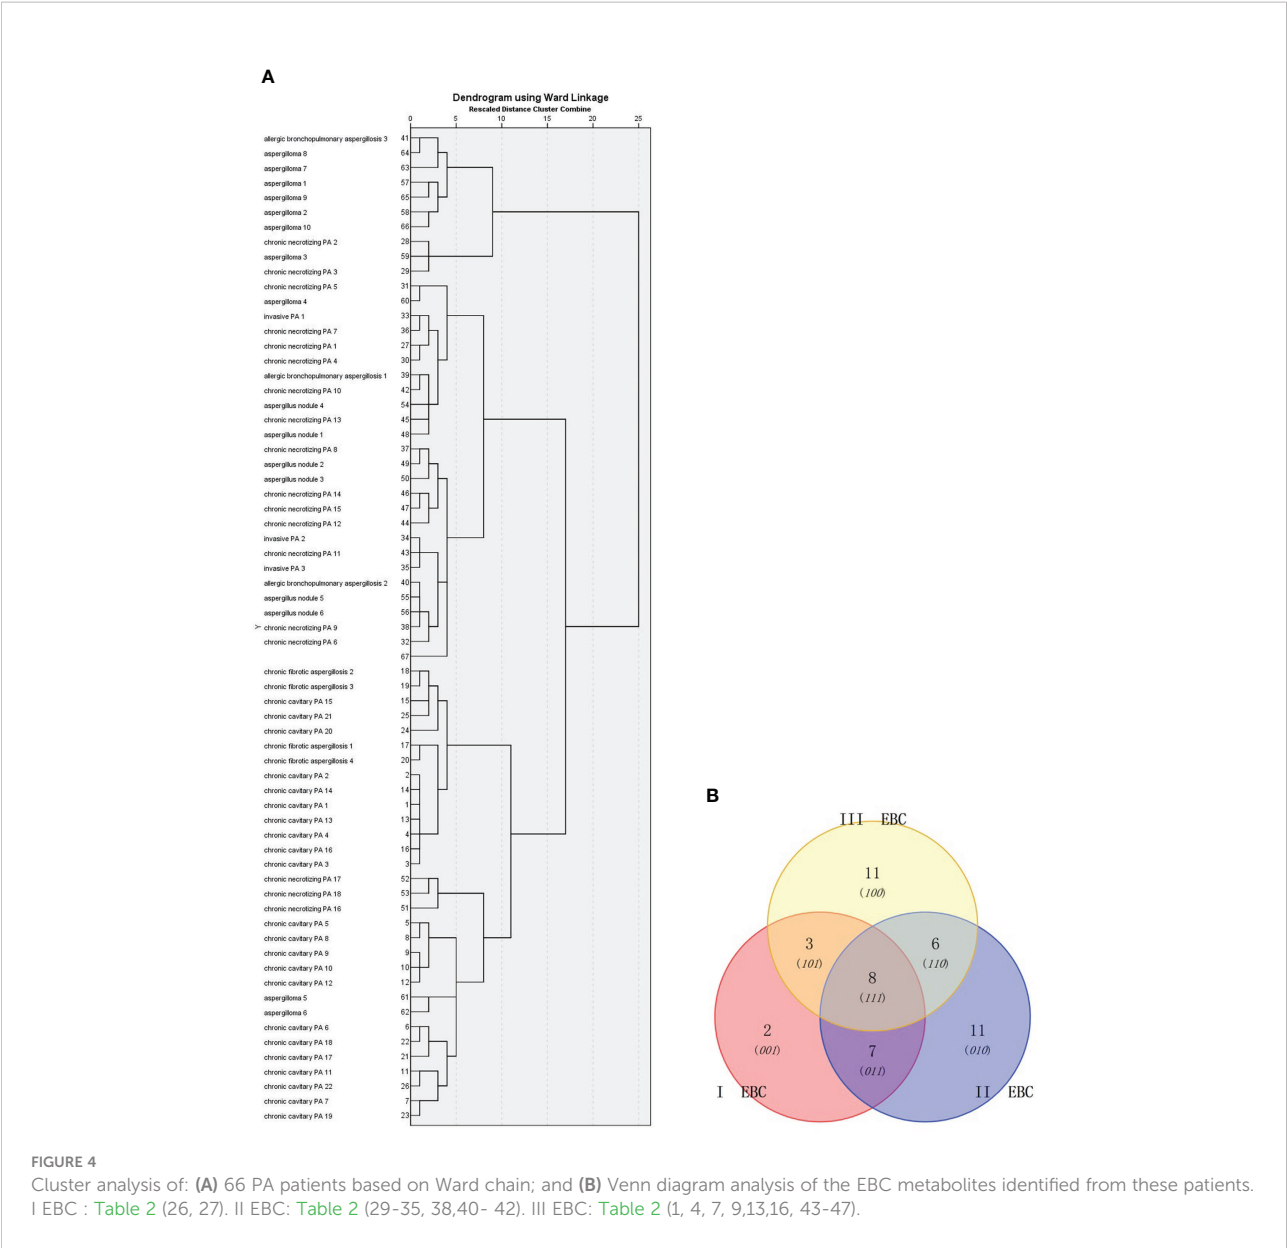 A
Dendrogram using Ward Linkage
Rescaled Distance Cluster Combine
0 5 10 15 20 25
allergic bronchopulmonary aspergillosis 3 41
aspergilloma 8 64
aspergilloma 7 63
aspergilloma 1 57
aspergilloma 9 65
aspergilloma 2 58
aspergilloma 10 66
chronic necrotizing PA 2 28
aspergilloma 3 59
chronic necrotizing PA 3 29
chronic necrotizing PA 5 31
aspergilloma 4 60
invasive PA 1 33
chronic necrotizing PA 7 36
chronic necrotizing PA 1 27
chronic necrotizing PA 4 30
allergic bronchopulmonary aspergillosis 1 39
chronic necrotizing PA 10 42
aspergillus nodule 4 54
chronic necrotizing PA 13 45
aspergillus nodule 1 48
chronic necrotizing PA 8 37
aspergillus nodule 2 49
aspergillus nodule 3 50
chronic necrotizing PA 14 46
chronic necrotizing PA 15 47
chronic necrotizing PA 12 44
invasive PA 2 34
chronic necrotizing PA 11 43
invasive PA 3 35
allergic bronchopulmonary aspergillosis 2 40
aspergillus nodule 5 55
aspergillus nodule 6 56
Y chronic necrotizing PA 9 38
chronic necrotizing PA 6 32
67
chronic fibrotic aspergillosis 2 18
chronic fibrotic aspergillosis 3 19
chronic cavitary PA 15 15
chronic cavitary PA 21 25
chronic cavitary PA 20 24
chronic fibrotic aspergillosis 1 17
chronic fibrotic aspergillosis 4 20
chronic cavitary PA 2 2
chronic cavitary PA 14 14
chronic cavitary PA 1 1
chronic cavitary PA 13 13
chronic cavitary PA 4 4
chronic cavitary PA 16 16
chronic cavitary PA 3 3
chronic necrotizing PA 17 52
chronic necrotizing PA 18 53
chronic necrotizing PA 16 51
chronic cavitary PA 5 5
chronic cavitary PA 8 8
chronic cavitary PA 9 9
chronic cavitary PA 10 10
chronic cavitary PA 12 12
aspergilloma 5 61
aspergilloma 6 62
chronic cavitary PA 6 6
chronic cavitary PA 18 22
chronic cavitary PA 17 21
chronic cavitary PA 11 11
chronic cavitary PA 22 26
chronic cavitary PA 7 7
chronic cavitary PA 19 23
B
III EBC
11
(100)
3
(101)
6
(110)
8
(111)
2
(001)
7
(011)
11
(010)
I EBC
II EBC
FIGURE 4
Cluster analysis of: (A) 66 PA patients based on Ward chain; and (B) Venn diagram analysis of the EBC metabolites identified from these patients.
I EBC : Table 2 (26, 27). II EBC: Table 2 (29-35, 38,40- 42). III EBC: Table 2 (1, 4, 7, 9,13,16, 43-47).